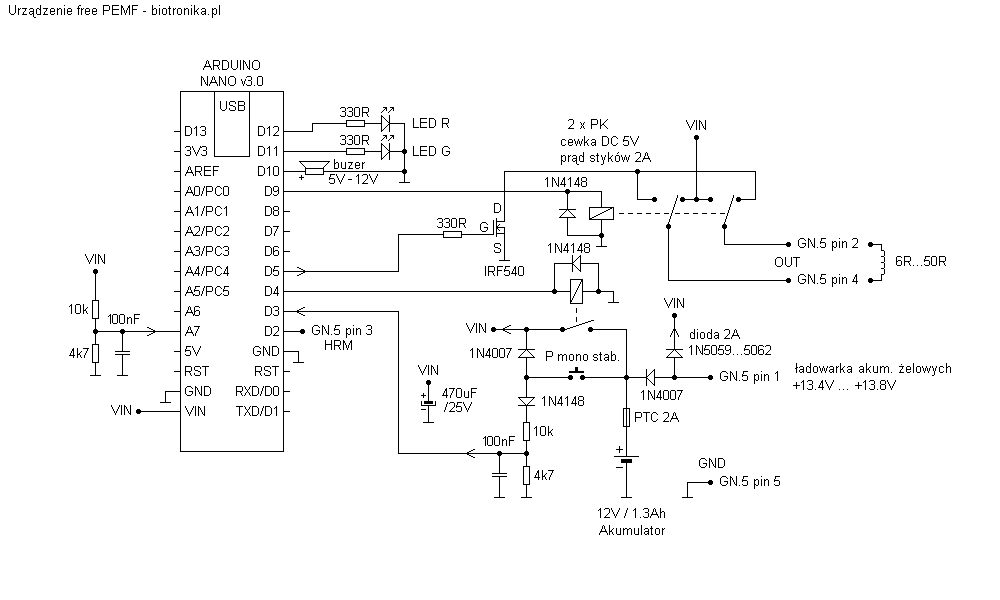 Urządzenie free PEMF - biotronika.pl
ARDUINO
NANO v3.0
USB
D13
3V3
AREF
A0/PC0
A1/PC1
A2/PC2
A3/PC3
A4/PC4
A5/PC5
A6
A7
5V
RST
GND
VIN
D12
D11
D10
D9
D8
D7
D6
D5
D4
D3
D2
GND
RST
RXD/D0
TXD/D1
330R
LED R
330R
LED G
+
buzer
5V - 12V
2 x PK
cewka DC 5V
prąd styków 2A
VIN
1N4148
330R
D
G
S
IRF540
1N4148
GN.5 pin 2
OUT
GN.5 pin 4
6R...50R
VIN
10k
100nF
4k7
VIN
GN.5 pin 3
HRM
VIN
1N4007
P mono stab.
VIN
dioda 2A
1N5059...5062
GN.5 pin 1
ładowarka akum. żelowych
+13.4V ... +13.8V
1N4007
VIN
+
-
470uF
/25V
1N4148
10k
100nF
4k7
PTC 2A
+
-
12V / 1.3Ah
Akumulator
GND
GN.5 pin 5